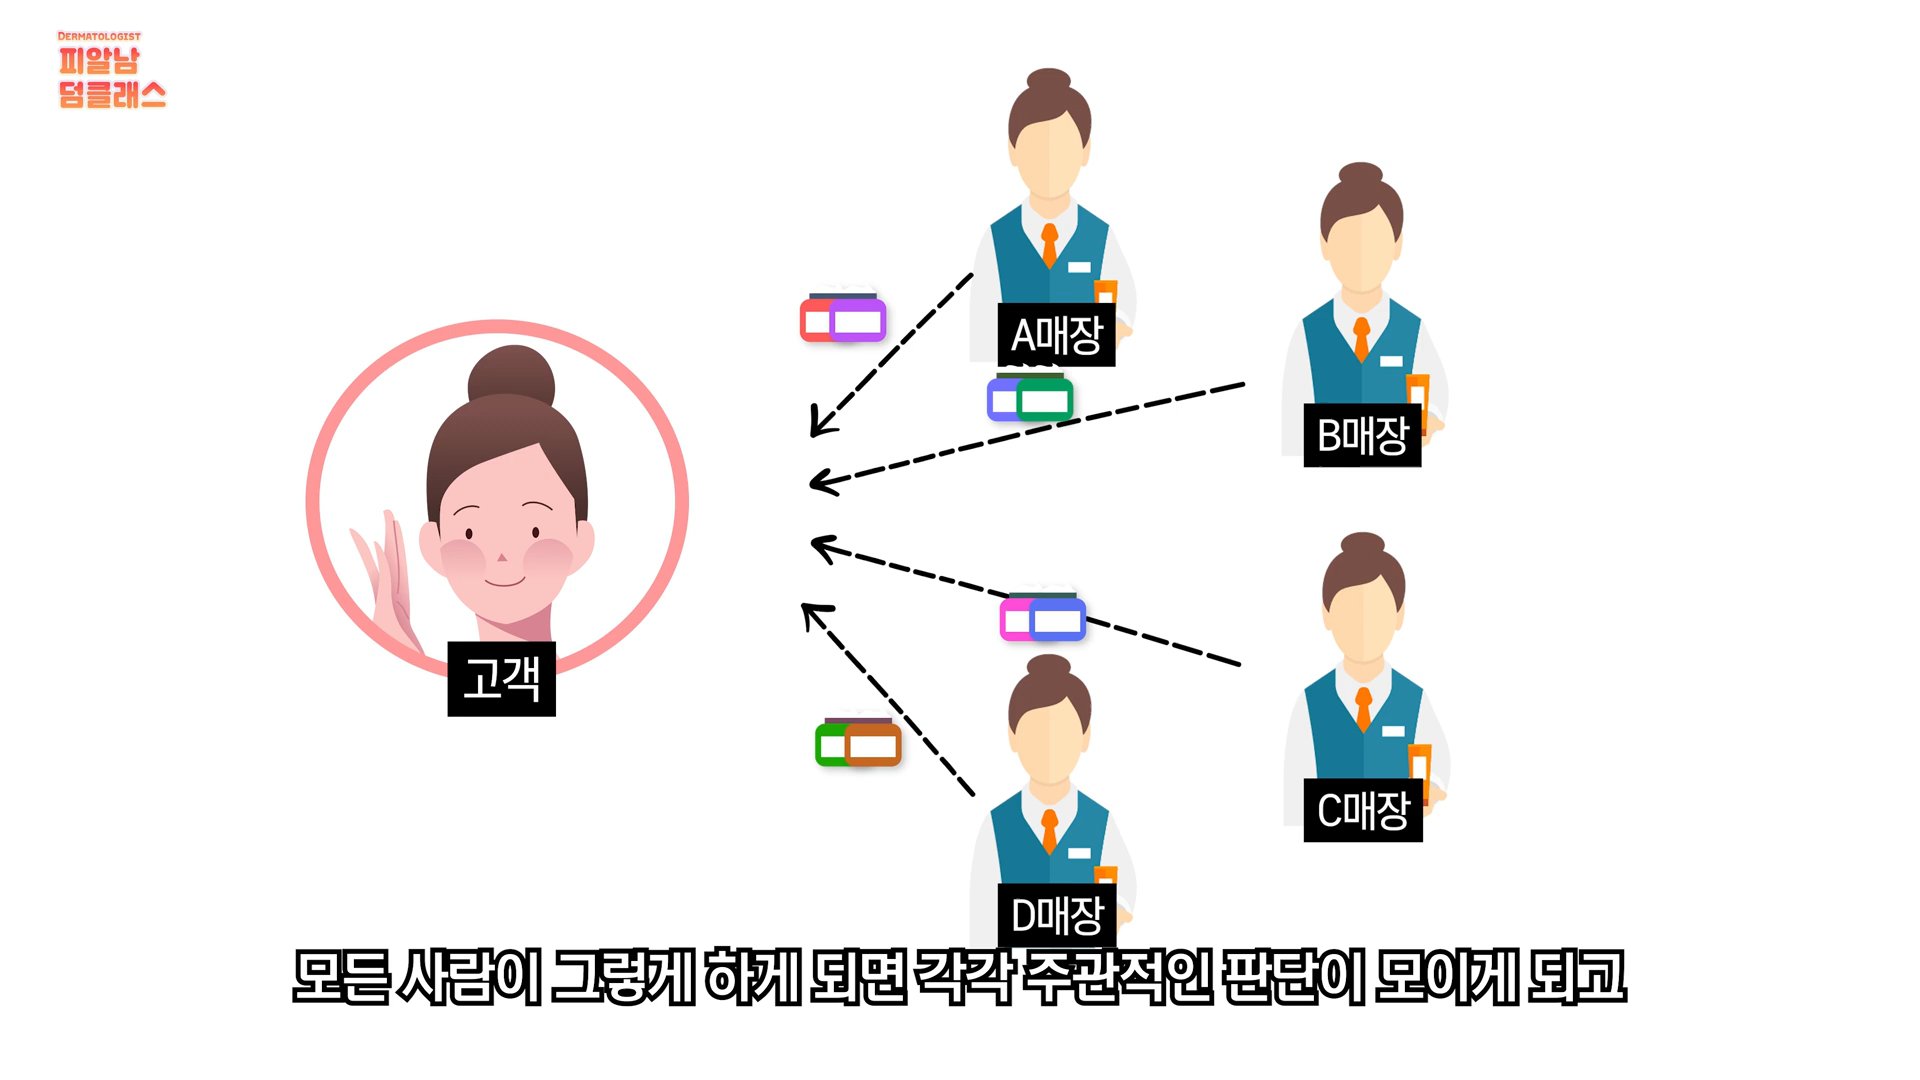 DERMATOLOGIST
피알남
덤클래스
A매장
B매장
고객
C매장
D매장
모든 사람이 그렇게 하게 되면 각각 주관적인 판단이 모이게 되고